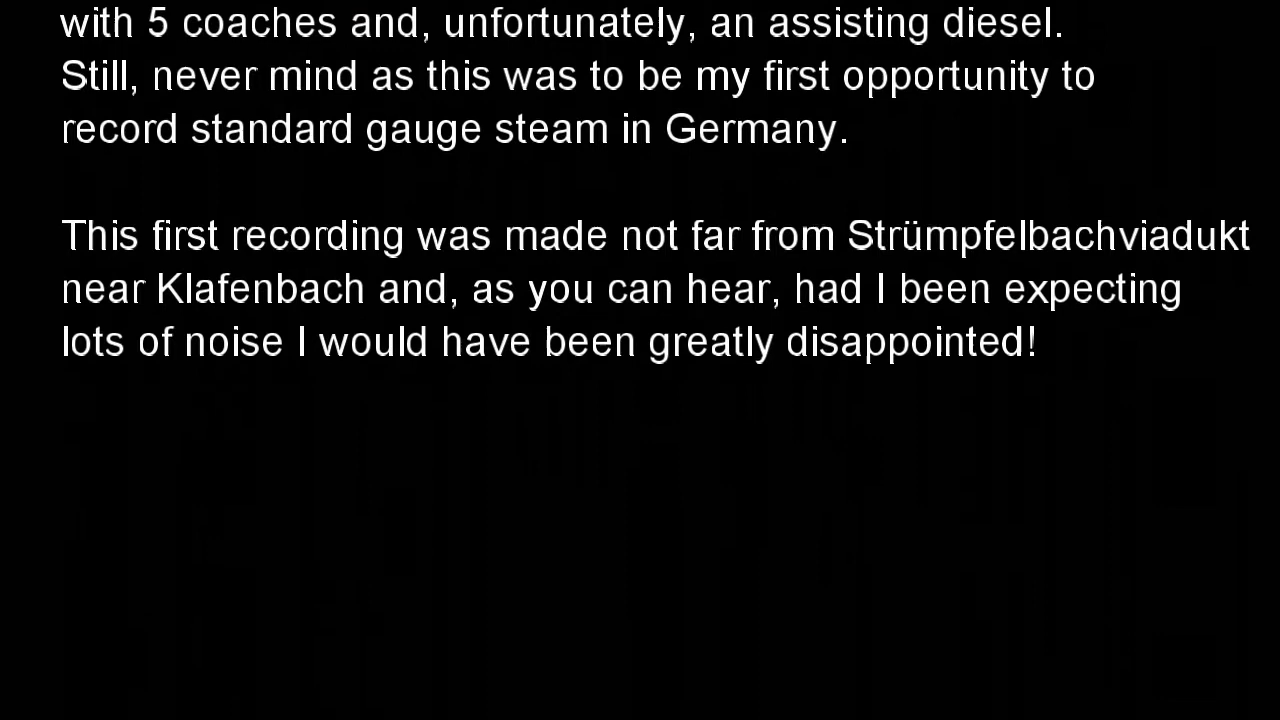 with 5 coaches and, unfortunately, an assisting diesel.
Still, never mind as this was to be my first opportunity to
record standard gauge steam in Germany.
This first recording was made not far from Strümpfelbachviadukt
near Klafenbach and, as you can hear, had I been expecting
lots of noise I would have been greatly disappointed!